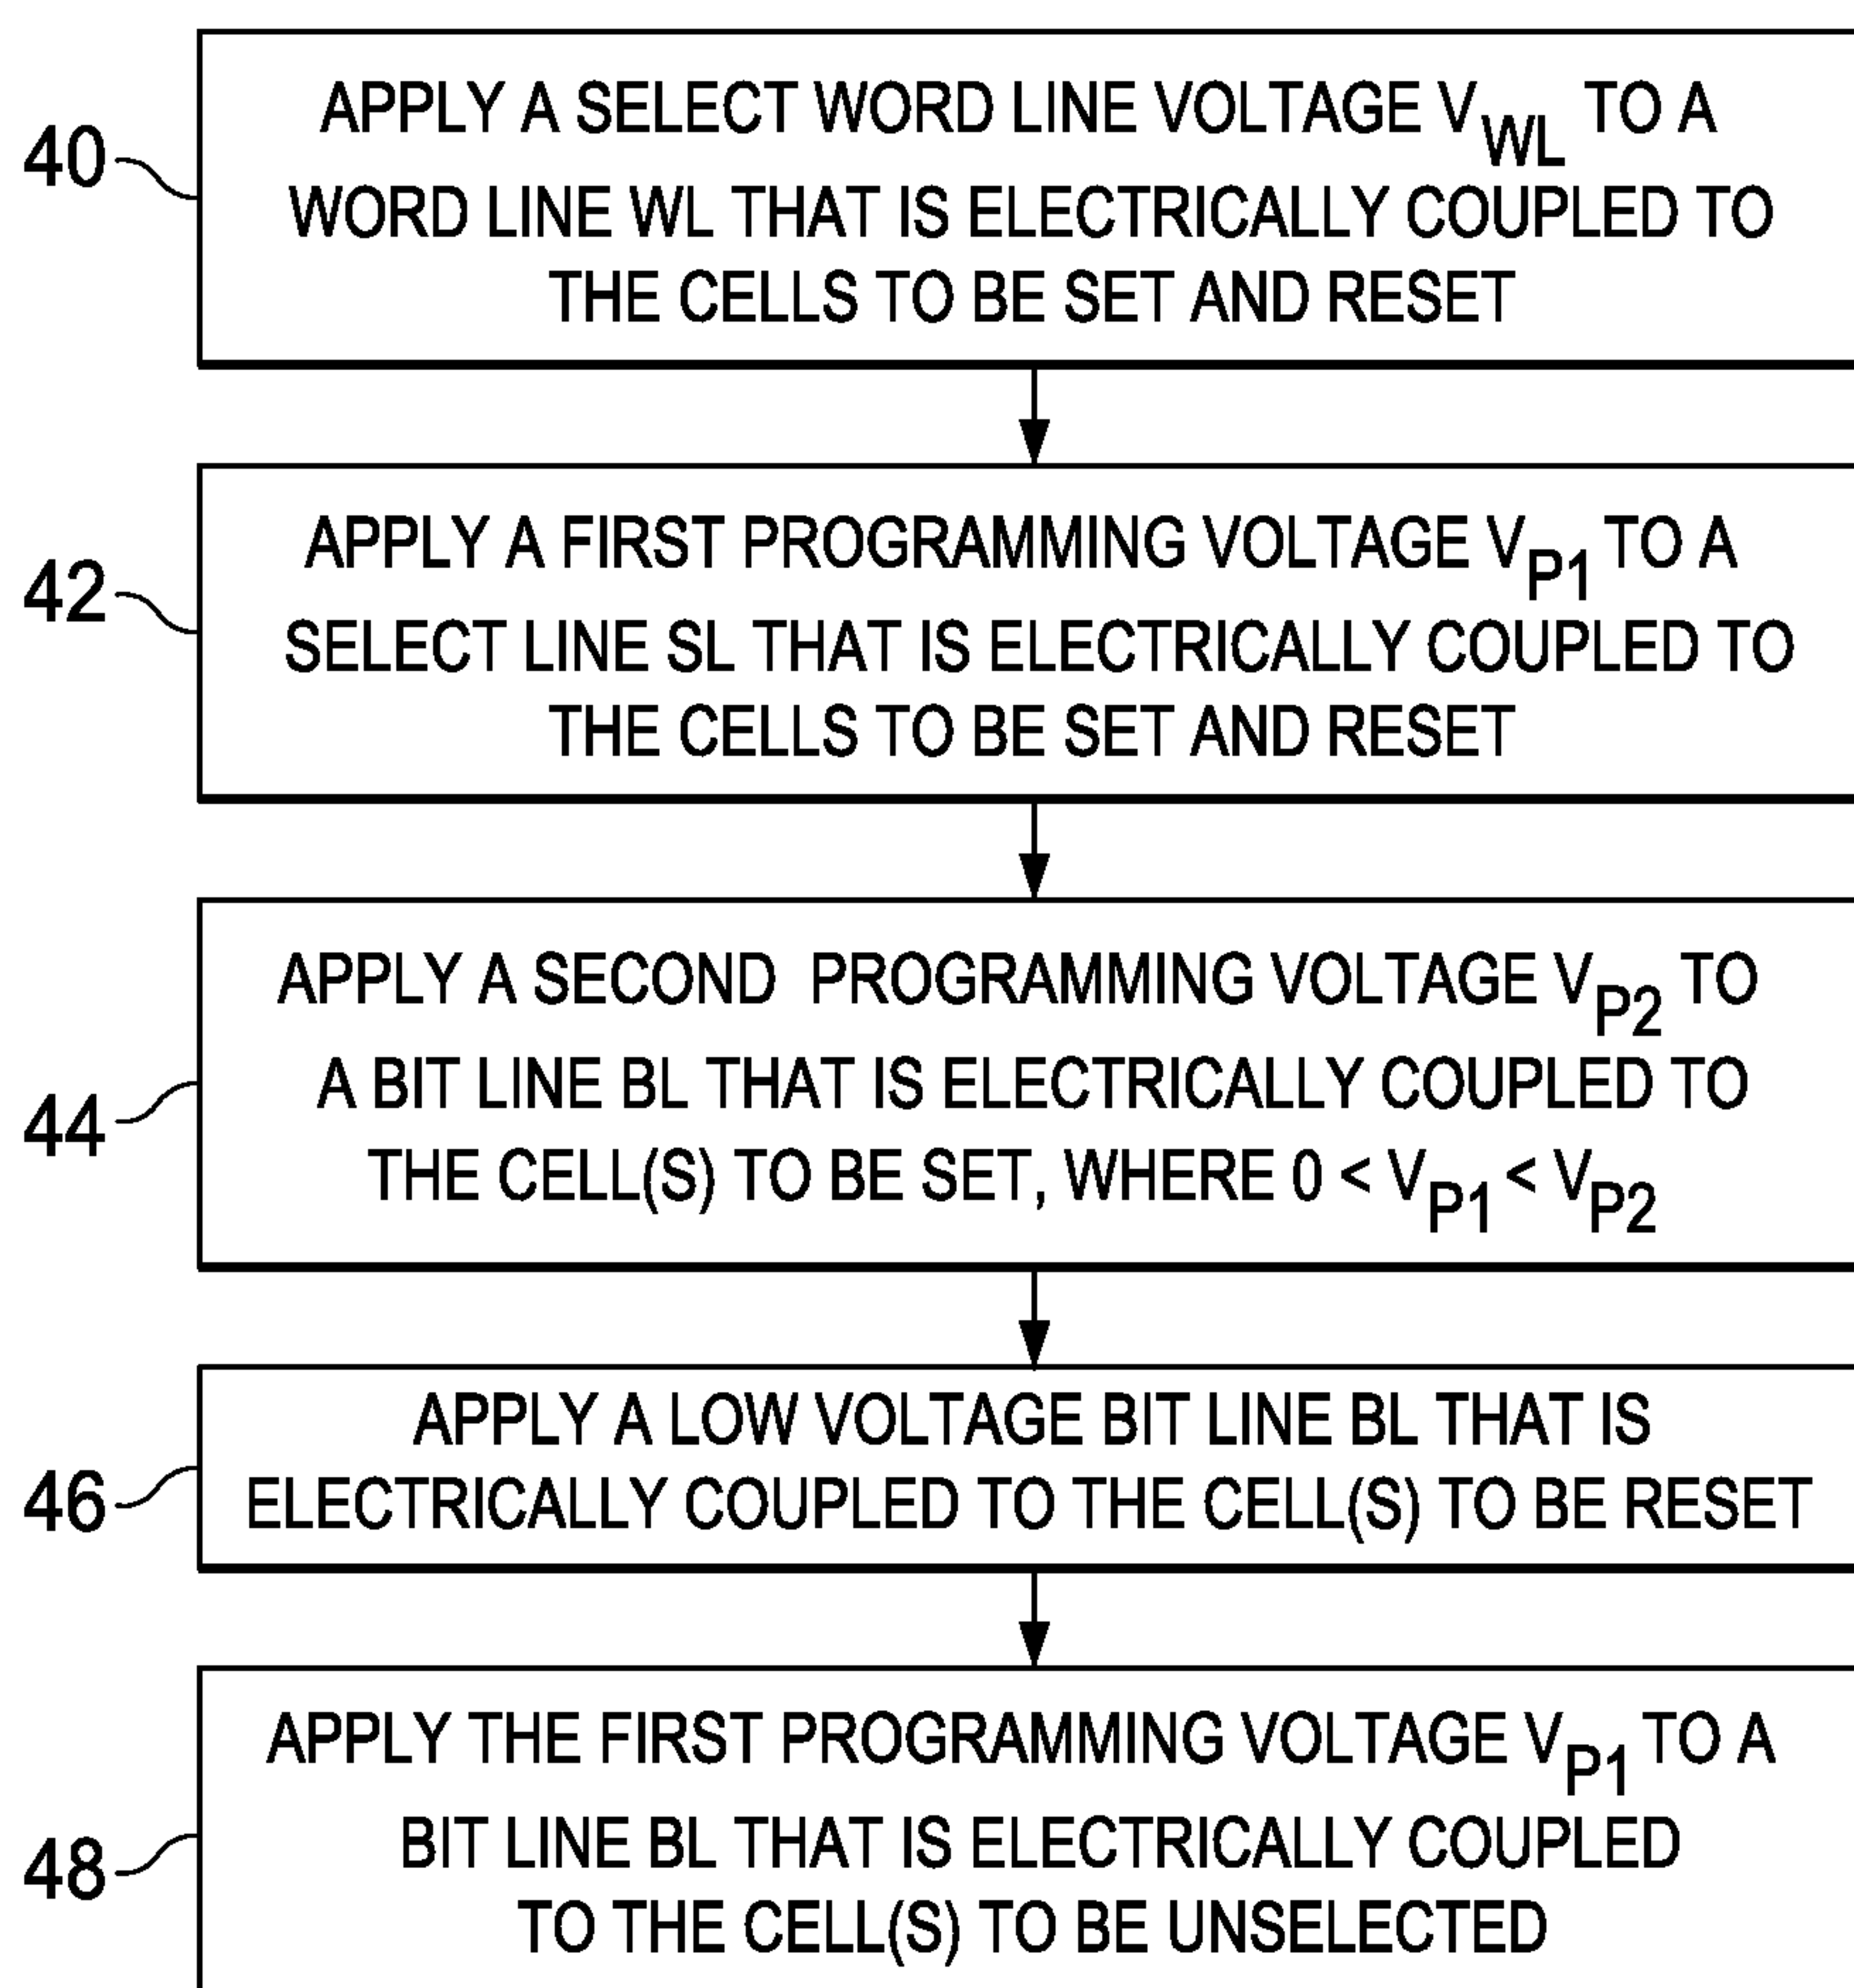 40
APPLY A SELECT WORD LINE VOLTAGE V_WL TO A
WORD LINE WL THAT IS ELECTRICALLY COUPLED TO
THE CELLS TO BE SET AND RESET
42
APPLY A FIRST PROGRAMMING VOLTAGE V_P1 TO A
SELECT LINE SL THAT IS ELECTRICALLY COUPLED TO
THE CELLS TO BE SET AND RESET
44
APPLY A SECOND PROGRAMMING VOLTAGE V_P2 TO
A BIT LINE BL THAT IS ELECTRICALLY COUPLED TO
THE CELL(S) TO BE SET, WHERE 0 < V_P1 < V_P2
46
APPLY A LOW VOLTAGE BIT LINE BL THAT IS
ELECTRICALLY COUPLED TO THE CELL(S) TO BE RESET
48
APPLY THE FIRST PROGRAMMING VOLTAGE V_P1 TO A
BIT LINE BL THAT IS ELECTRICALLY COUPLED
TO THE CELL(S) TO BE UNSELECTED